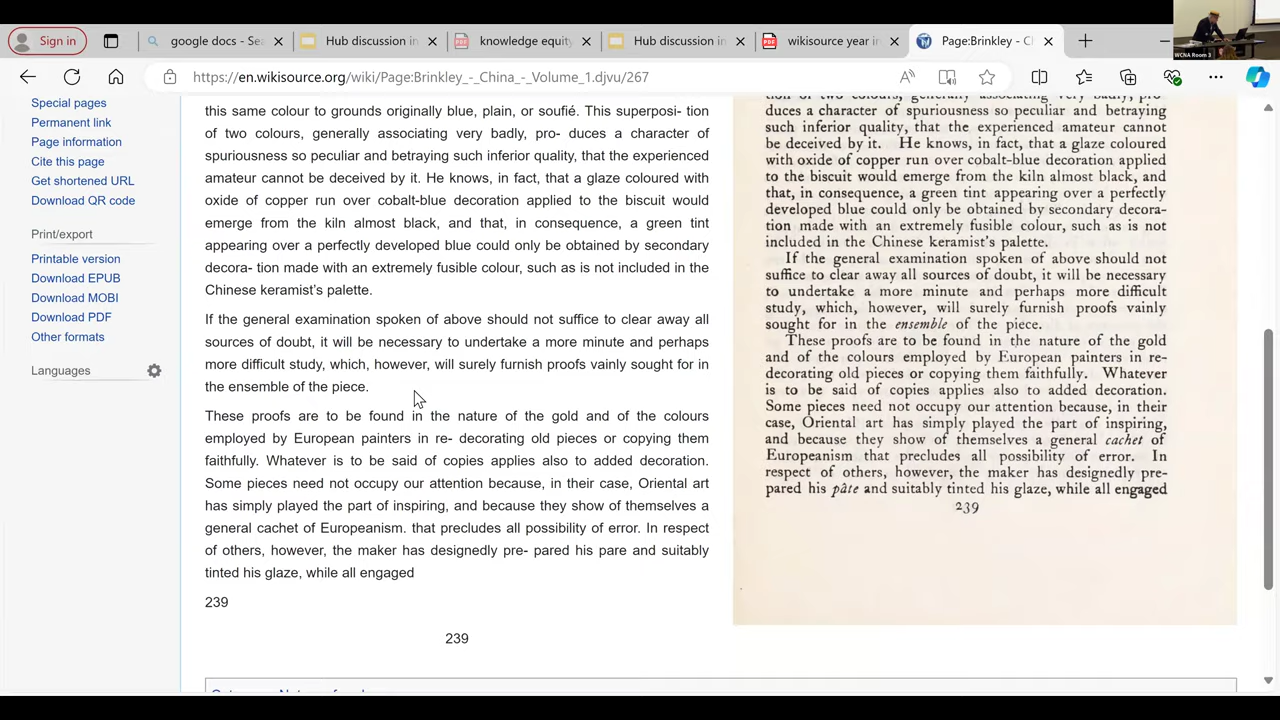 Sign in
google docs - Sea
Hub discussion in
knowledge equity
Hub discussion in
wikisource year in
Page:Brinkley - C
WCNA Room 3
https://en.wikisource.org/wiki/Page:Brinkley_-_China_-_Volume_1.djvu/267
Special pages
Permanent link
Page information
Cite this page
Get shortened URL
Download QR code
Print/export
Printable version
Download EPUB
Download MOBI
Download PDF
Other formats
Languages
this same colour to grounds originally blue, plain, or soufié. This superposi- tion
of two colours, generally associating very badly, pro- duces a character of
spuriousness so peculiar and betraying such inferior quality, that the experienced
amateur cannot be deceived by it. He knows, in fact, that a glaze coloured with
oxide of copper run over cobalt-blue decoration applied to the biscuit would
emerge from the kiln almost black, and that, in consequence, a green tint
appearing over a perfectly developed blue could only be obtained by secondary
decora- tion made with an extremely fusible colour, such as is not included in the
Chinese keramist's palette.
If the general examination spoken of above should not suffice to clear away all
sources of doubt, it will be necessary to undertake a more minute and perhaps
more difficult study, which, however, will surely furnish proofs vainly sought for in
the ensemble of the piece.
These proofs are to be found in the nature of the gold and of the colours
employed by European painters in re- decorating old pieces or copying them
faithfully. Whatever is to be said of copies applies also to added decoration.
Some pieces need not occupy our attention because, in their case, Oriental art
has simply played the part of inspiring, and because they show of themselves a
general cachet of Europeanism. that precludes all possibility of error. In respect
of others, however, the maker has designedly pre- pared his pare and suitably
tinted his glaze, while all engaged
239
239
tion of two colours, generally associating very badly, pro-
duces a character of spuriousness so peculiar and betraying
such inferior quality, that the experienced amateur cannot
be deceived by it. He knows, in fact, that a glaze coloured
with oxide of copper run over cobalt-blue decoration applied
to the biscuit would emerge from the kiln almost black, and
that, in consequence, a green tint appearing over a perfectly
developed blue could only be obtained by secondary decora-
tion made with an extremely fusible colour, such as is not
included in the Chinese keramist's palette.
If the general examination spoken of above should not
suffice to clear away all sources of doubt, it will be necessary
to undertake a more minute and perhaps more difficult
study, which, however, will surely furnish proofs vainly
sought for in the ensemble of the piece.
These proofs are to be found in the nature of the gold
and of the colours employed by European painters in re-
decorating old pieces or copying them faithfully. Whatever
is to be said of copies applies also to added decoration.
Some pieces need not occupy our attention because, in their
case, Oriental art has simply played the part of inspiring,
and because they show of themselves a general cachet of
Europeanism that precludes all possibility of error. In
respect of others, however, the maker has designedly pre-
pared his pâte and suitably tinted his glaze, while all engaged
239